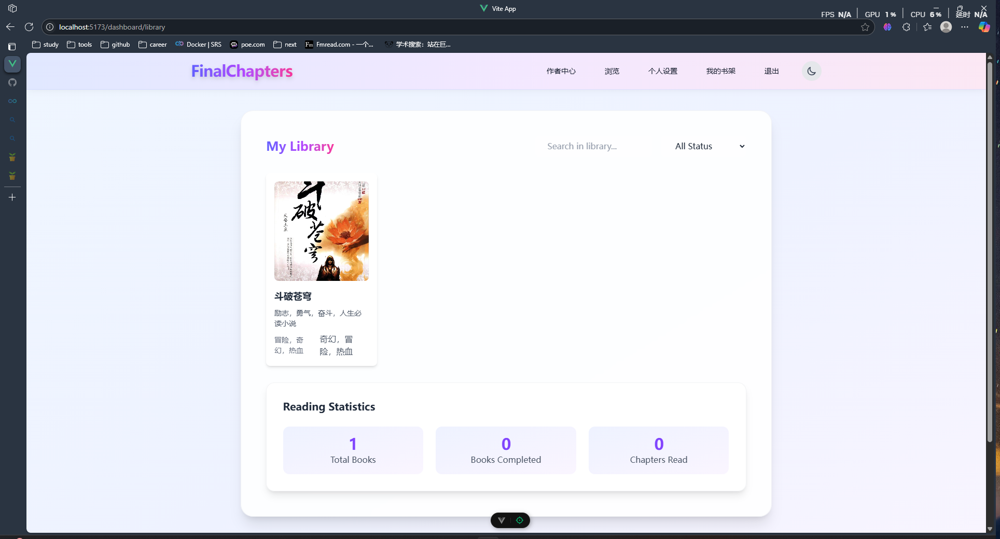 Vite App
FPS N/A GPU 1% CPU 6% 延时 N/A
localhost:5173/dashboard/library
study
tools
github
career
Docker | SRS
poe.com
next
Fm
Fmread.com - 一个...
学术搜索：站在巨...
FinalChapters
作者中心
浏览
个人设置
我的书架
退出
My Library
Search in library...
All Status
斗
破
苍
穹
天蚕土豆
斗破苍穹
励志，勇气，奋斗，人生必
读小说
冒险，奇
幻，热血
奇幻，冒
险，热血
Reading Statistics
1
Total Books
0
Books Completed
0
Chapters Read